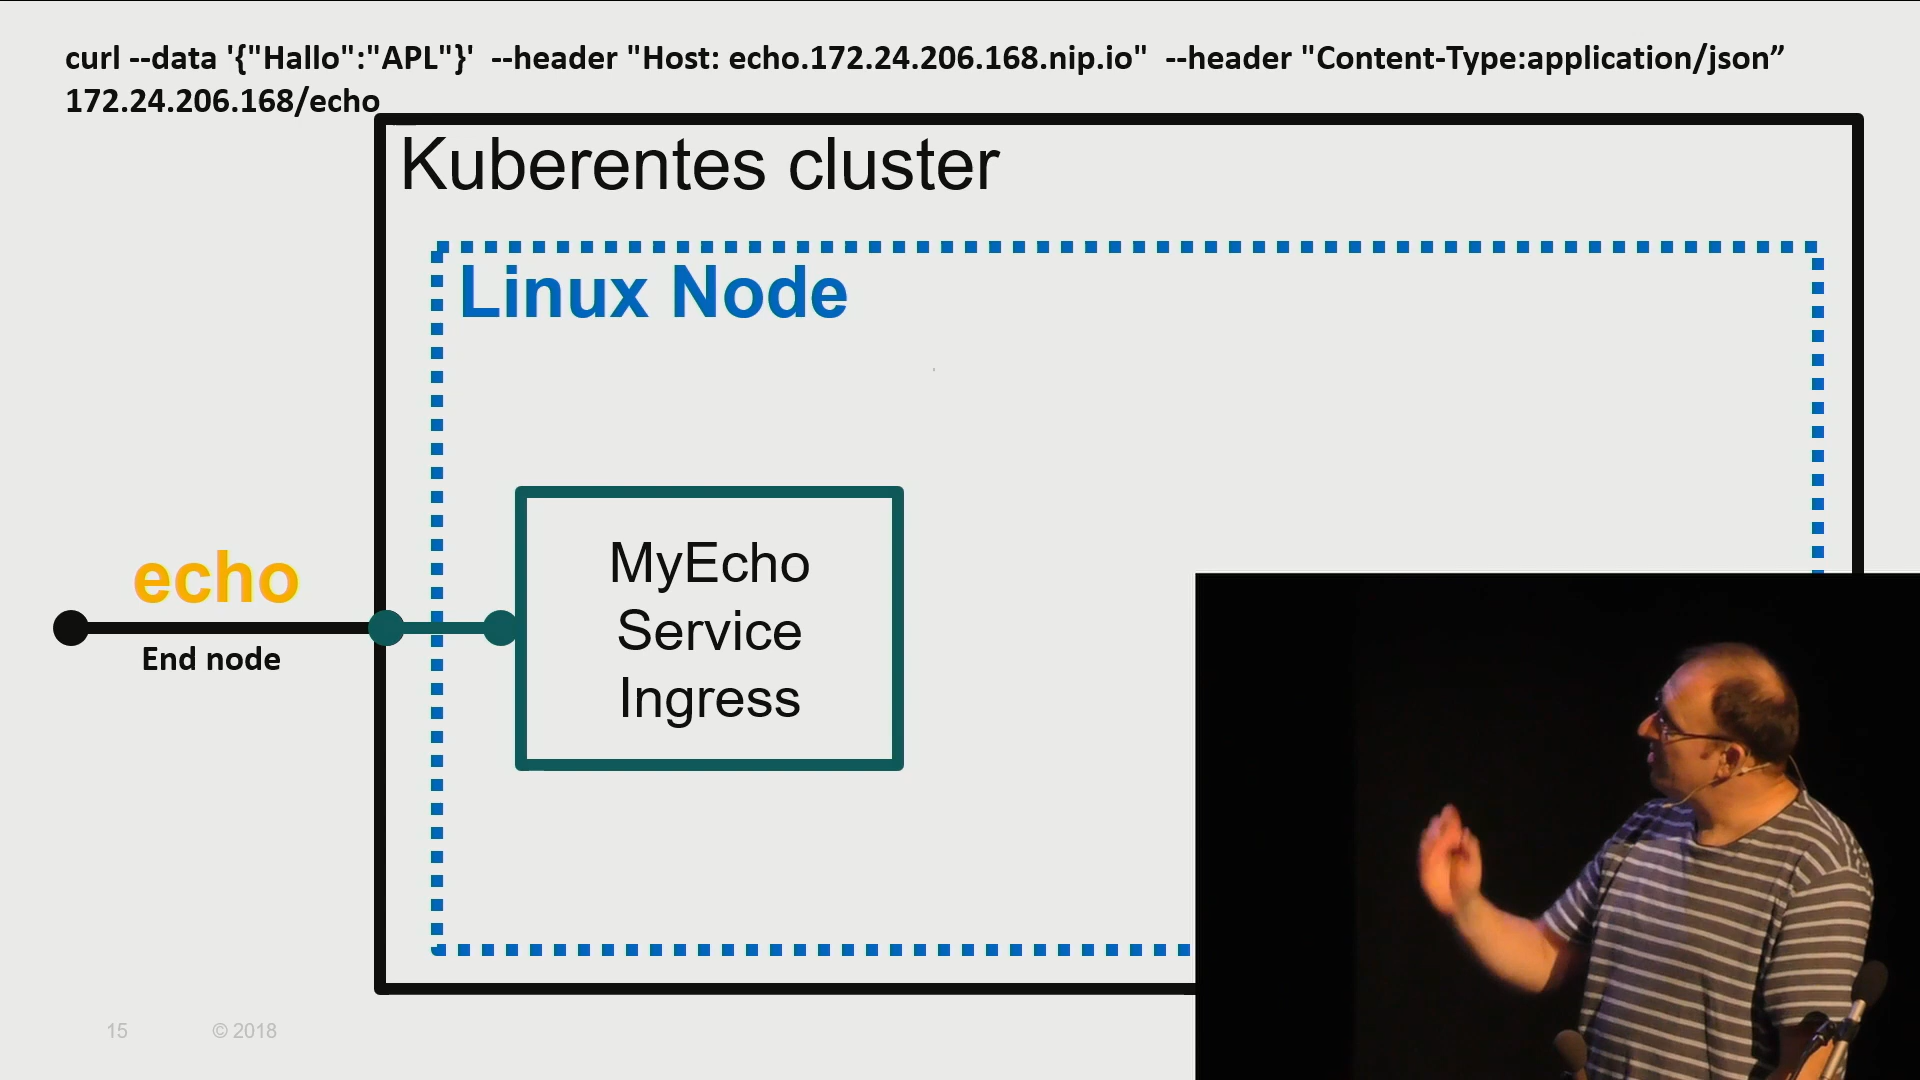 curl --data '{"Hallo":"APL"}'  --header "Host: echo.172.24.206.168.nip.io"  --header "Content-Type:application/json”
172.24.206.168/echo
Kuberentes cluster
Linux Node
MyEcho
Service
Ingress
echo
End node
15 © 2018